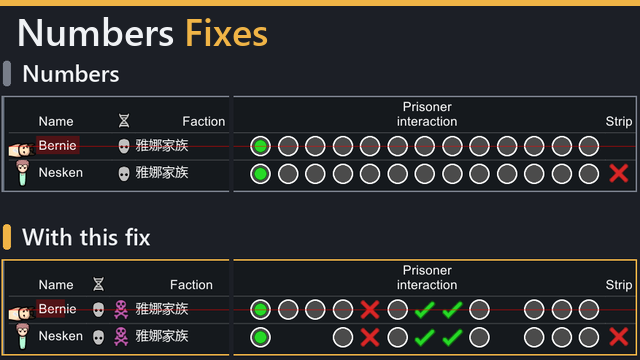 Numbers Fixes
Numbers
Name Faction Prisoner interaction Strip
Bernie 雅娜家族
Nesken 雅娜家族
With this fix
Name Faction Prisoner interaction Strip
Bernie 雅娜家族
Nesken 雅娜家族